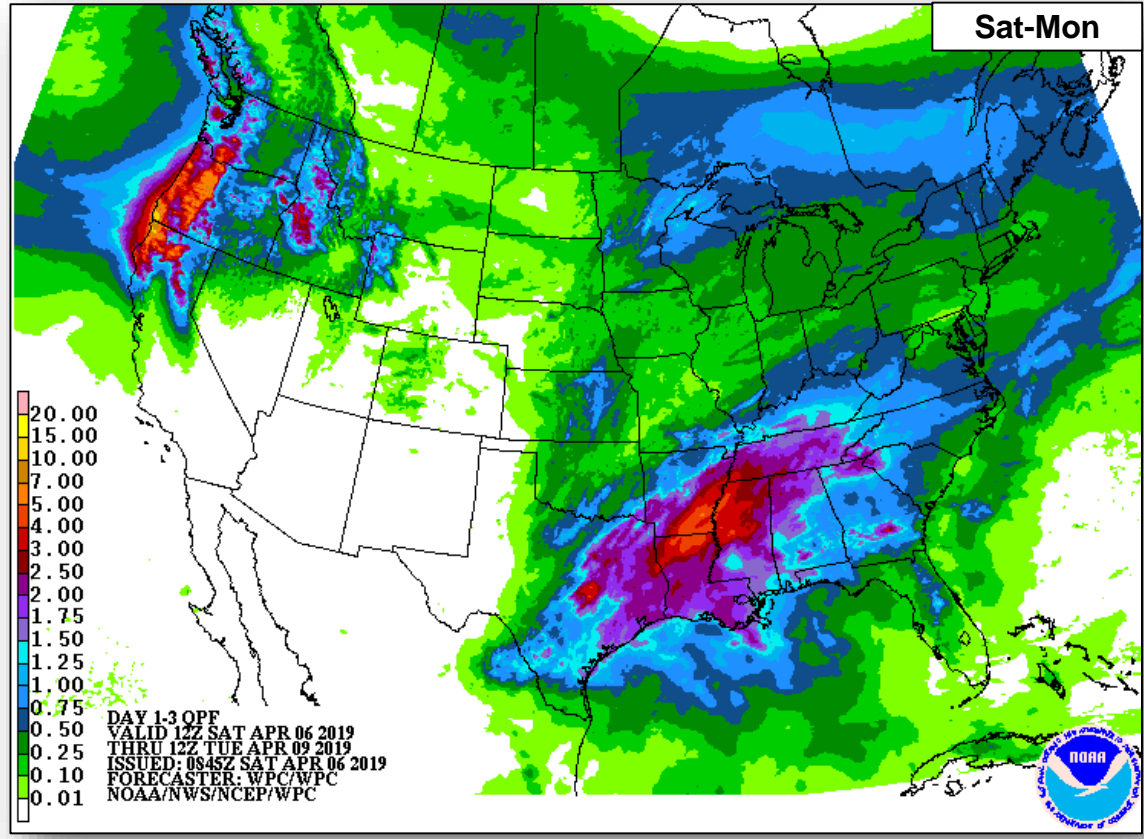 Sat-Mon
20.00
15.00
10.00
7.00
5.00
4.00
3.00
2.50
2.00
1.75
1.50
1.25
1.00
0.75
0.50
0.25
0.10
0.01
DAY 1-3 QPF
VALID 12Z SAT APR 06 2019
THRU 12Z TUE APR 09 2019
ISSUED: 0845Z SAT APR 06 2019
FORECASTER: WPC/WPC
NOAA/NWS/NCEP/WPC
NOAA